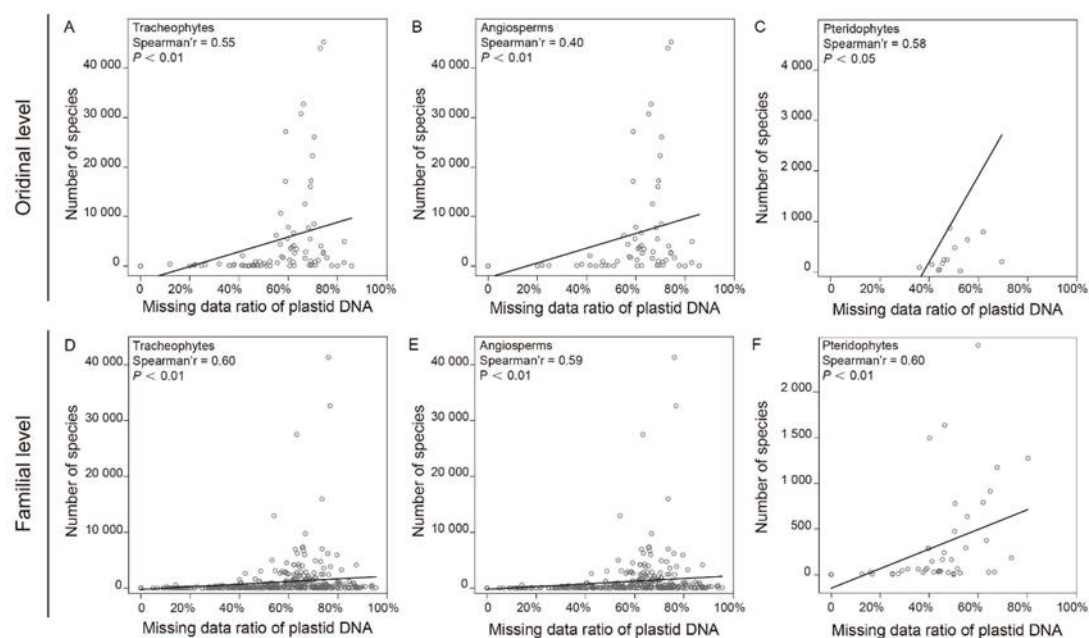 Oridinal level
A
Tracheophytes
Spearman'r = 0.55
P < 0.01
Number of species
40 000
30 000
20 000
10 000
0
0
20%
40%
60%
80%
100%
Missing data ratio of plastid DNA
B
Angiosperms
Spearman'r = 0.40
P < 0.01
Number of species
40 000
30 000
20 000
10 000
0
0
20%
40%
60%
80%
100%
Missing data ratio of plastid DNA
C
Pteridophytes
Spearman'r = 0.58
P < 0.05
Number of species
4 000
3 000
2 000
1 000
0
0
20%
40%
60%
80%
100%
Missing data ratio of plastid DNA
Familial level
D
Tracheophytes
Spearman'r = 0.60
P < 0.01
Number of species
40 000
30 000
20 000
10 000
0
0
20%
40%
60%
80%
100%
Missing data ratio of plastid DNA
E
Angiosperms
Spearman'r = 0.59
P < 0.01
Number of species
40 000
30 000
20 000
10 000
0
0
20%
40%
60%
80%
100%
Missing data ratio of plastid DNA
F
Pteridophytes
Spearman'r = 0.60
P < 0.01
Number of species
2 000
1 500
1 000
500
0
0
20%
40%
60%
80%
100%
Missing data ratio of plastid DNA